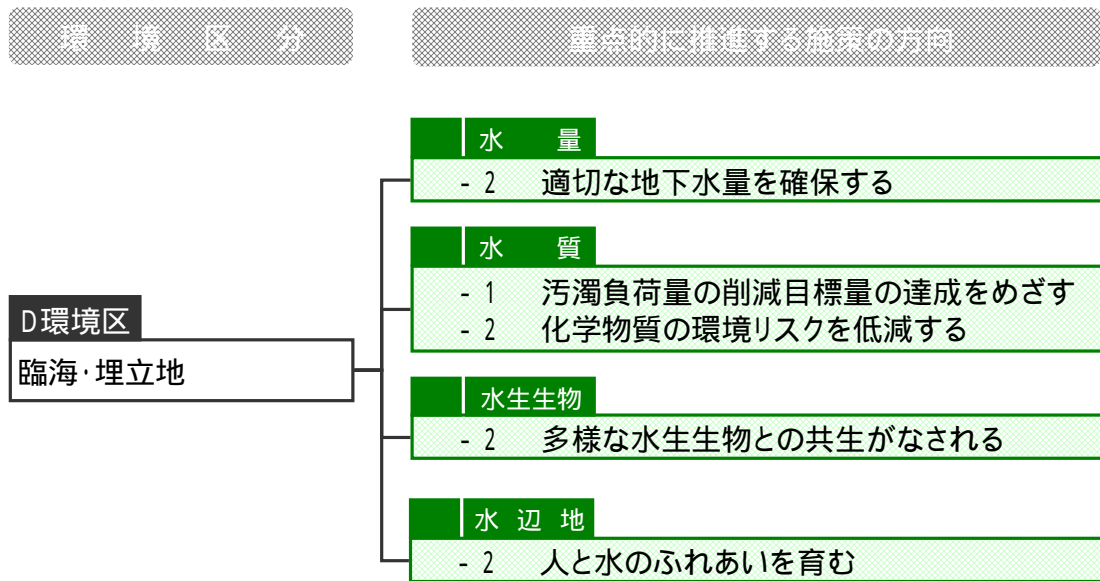 環 境 区 分
重点的に推進する施策の方向
水 量
- 2 適切な地下水量を確保する
水 質
- 1 汚濁負荷量の削減目標量の達成をめざす
- 2 化学物質の環境リスクを低減する
D環境区
臨海・埋立地
水生生物
- 2 多様な水生生物との共生がなされる
水 辺 地
- 2 人と水のふれあいを育む